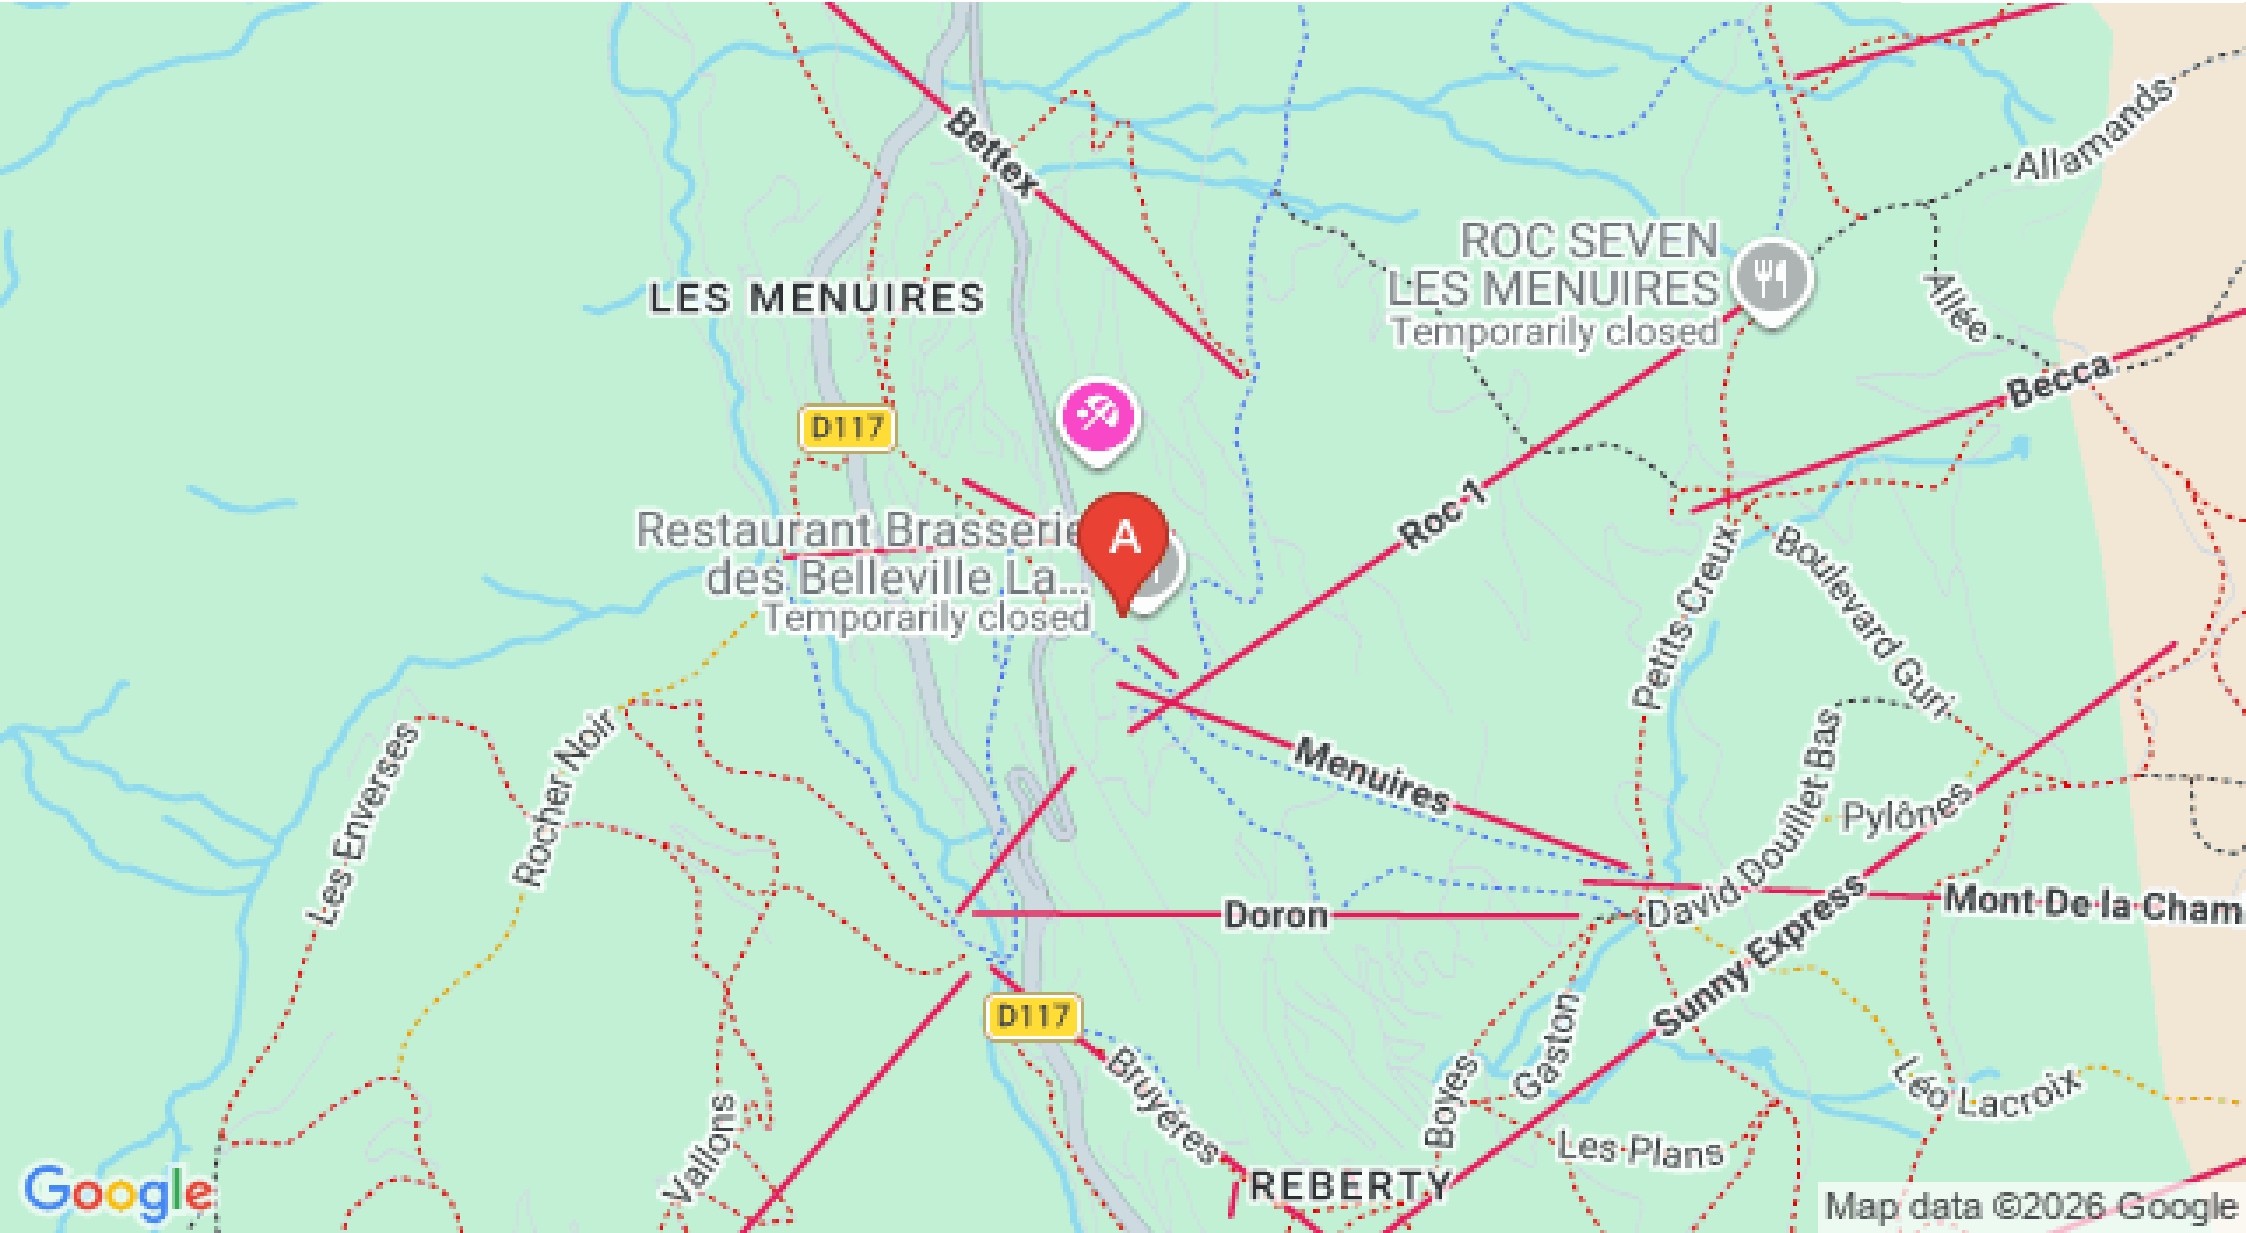 Bettex
Allamands
ROC SEVEN
LES MENUIRES
Temporarily closed
LES MENUIRES
Allée
Becca
D117
Roc 1
A
Restaurant Brasserie
des Belleville La...
Temporarily closed
Petits Creux
Boulevard Guri
Les Enverses
Rocher Noir
Menuires
David Douillet Bas
Pylônes
Doron
Mont De la Cham
Sunny Express
D117
Bruyéres
Gaston
Boyes
Léo Lacroix
Les Plans
Vallons
REBERTY
Google
Map data ©2026 Google